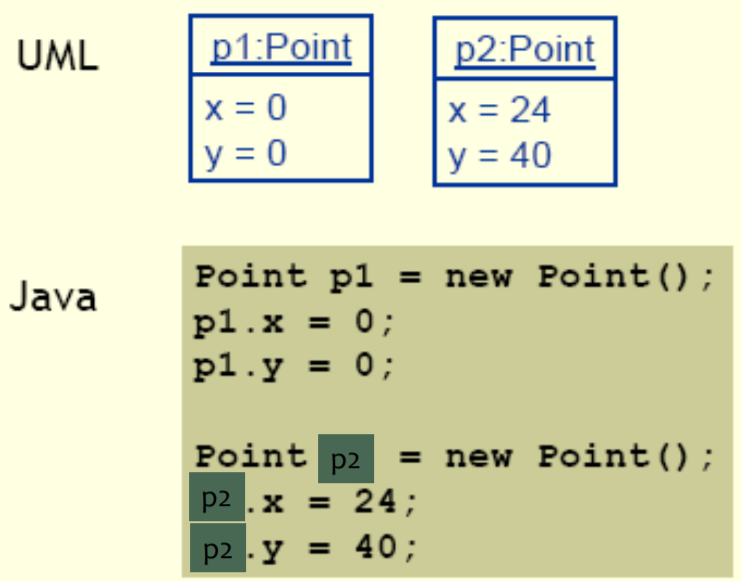 UML
p1:Point
x = 0
y = 0
p2:Point
x = 24
y = 40
Java
Point p1 = new Point();
p1.x = 0;
p1.y = 0;
Point p2 = new Point();
p2.x = 24;
p2.y = 40;